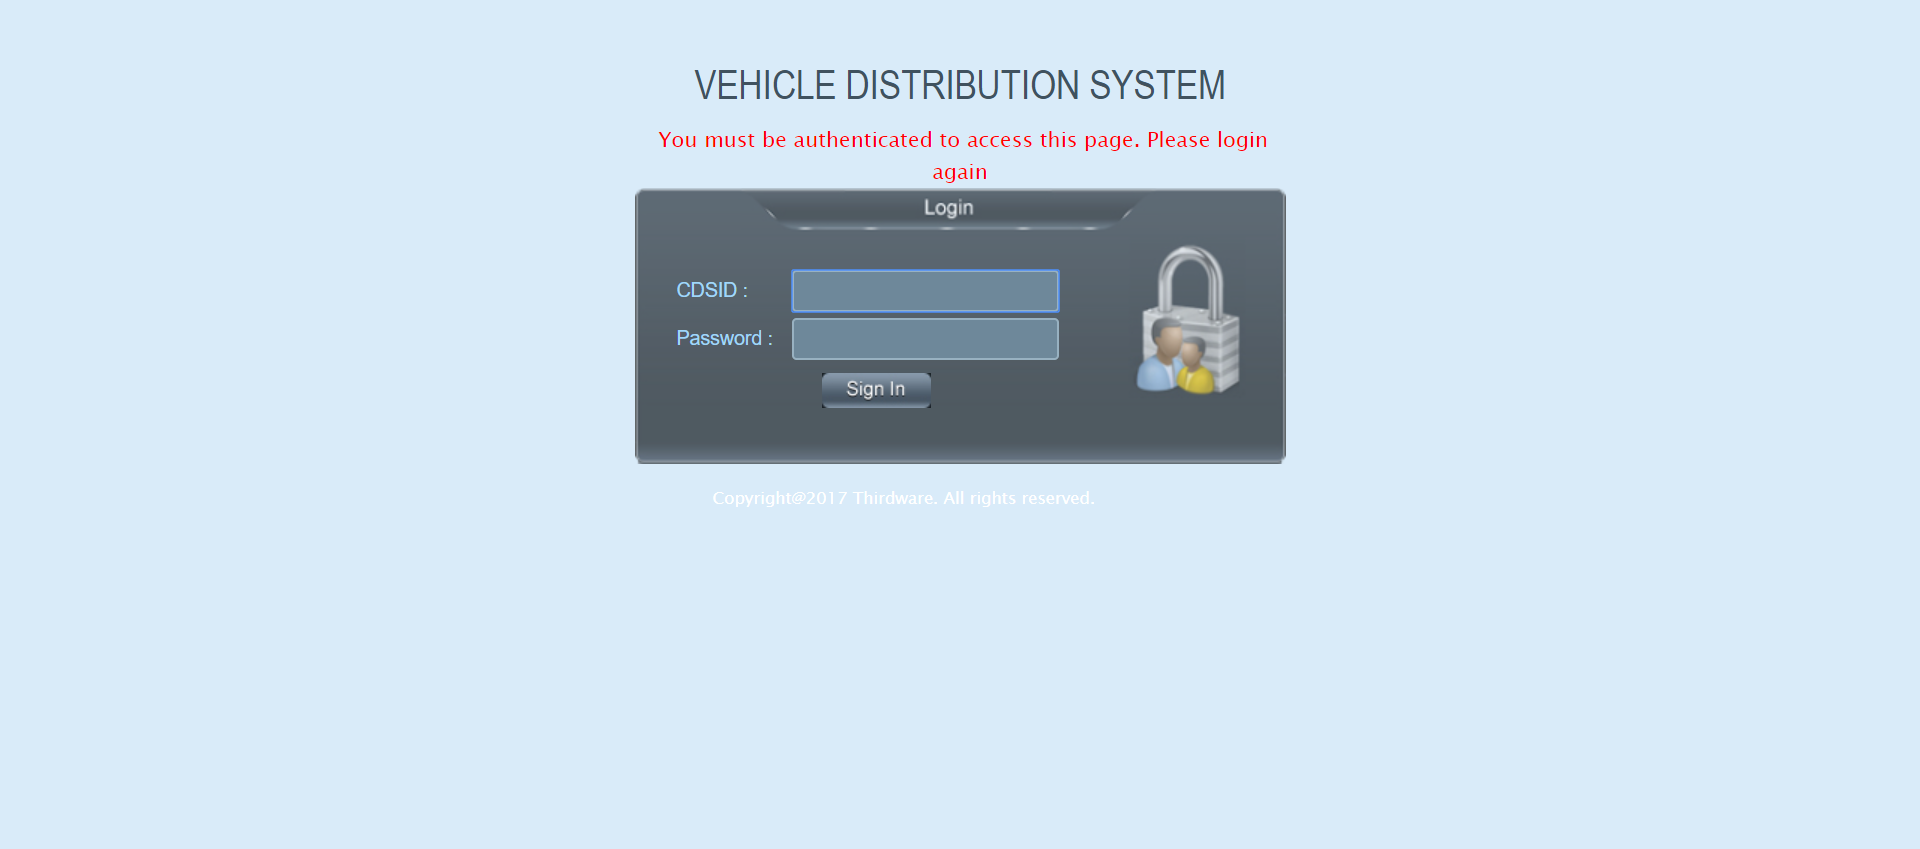 VEHICLE DISTRIBUTION SYSTEM
You must be authenticated to access this page. Please login
again
Login
CDSID :
Password :
Sign In
Copyright@2017 Thirdware. All rights reserved.